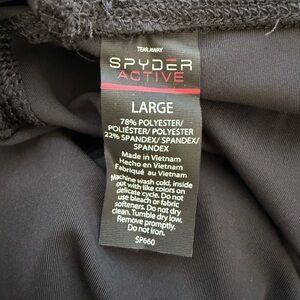 TEAR AWAY
SPYDER
ACTIVE
LARGE
78% POLYESTER/
POLIESTER/ POLYESTER
22% SPANDEX/ SPANDEX/
SPANDEX
Made in Vietnam
Hecho en Vietnam
Fabriqué au Vietnam
Machine wash cold, inside
out with like colors on
delicate cycle. Do not
use bleach or fabric
softeners. Do not dry
clean. Tumble dry low.
Remove promptly.
Do not iron.
SP660